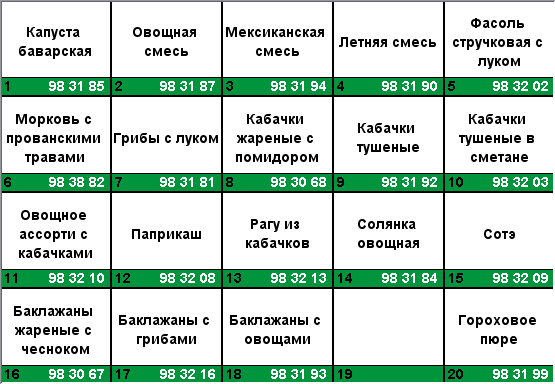 Капуста
баварская
1 98 31 85
Овощная
смесь
2 98 31 87
Мексиканская
смесь
3 98 31 94
Летняя смесь
4 98 31 90
Фасоль
стручковая с
луком
5 98 32 02
Морковь с
прованскими
травами
6 98 38 82
Грибы с луком
7 98 31 81
Кабачки
жареные с
помидором
8 98 30 68
Кабачки
тушеные
9 98 31 92
Кабачки
тушеные в
сметане
10 98 32 03
Овощное
ассорти с
кабачками
11 98 32 10
Паприкаш
12 98 32 08
Рагу из
кабачков
13 98 32 13
Солянка
овощная
14 98 31 84
Сотэ
15 98 32 09
Баклажаны
жареные с
чесноком
16 98 30 67
Баклажаны с
грибами
17 98 32 16
Баклажаны с
овощами
18 98 31 93
19
Гороховое
пюре
20 98 31 99